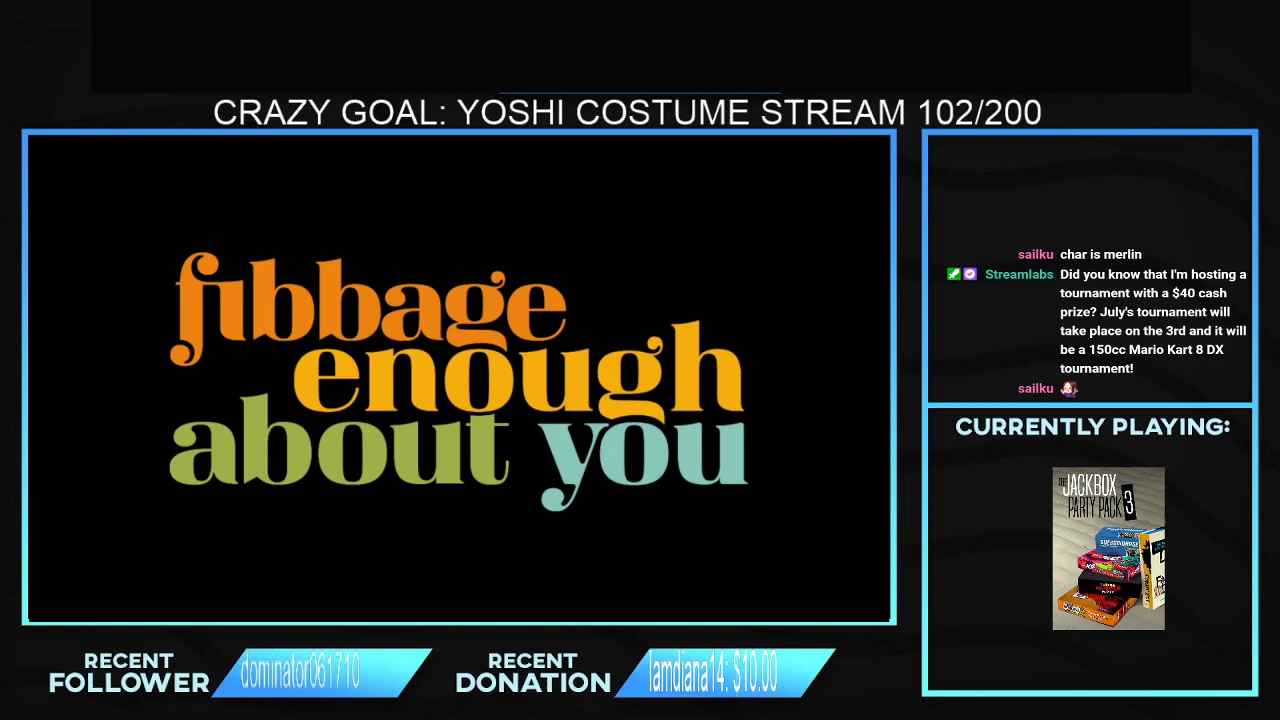 CRAZY GOAL: YOSHI COSTUME STREAM 102/200
fibbage
enough
about you
sailku char is merlin
Streamlabs Did you know that I'm hosting a
tournament with a $40 cash
prize? July's tournament will
take place on the 3rd and it will
be a 150cc Mario Kart 8 DX
tournament!
sailku
CURRENTLY PLAYING:
THE JACKBOX
PARTY PACK 3
RECENT
FOLLOWER
dominator061710
RECENT
DONATION
lamdiana14: $10.00